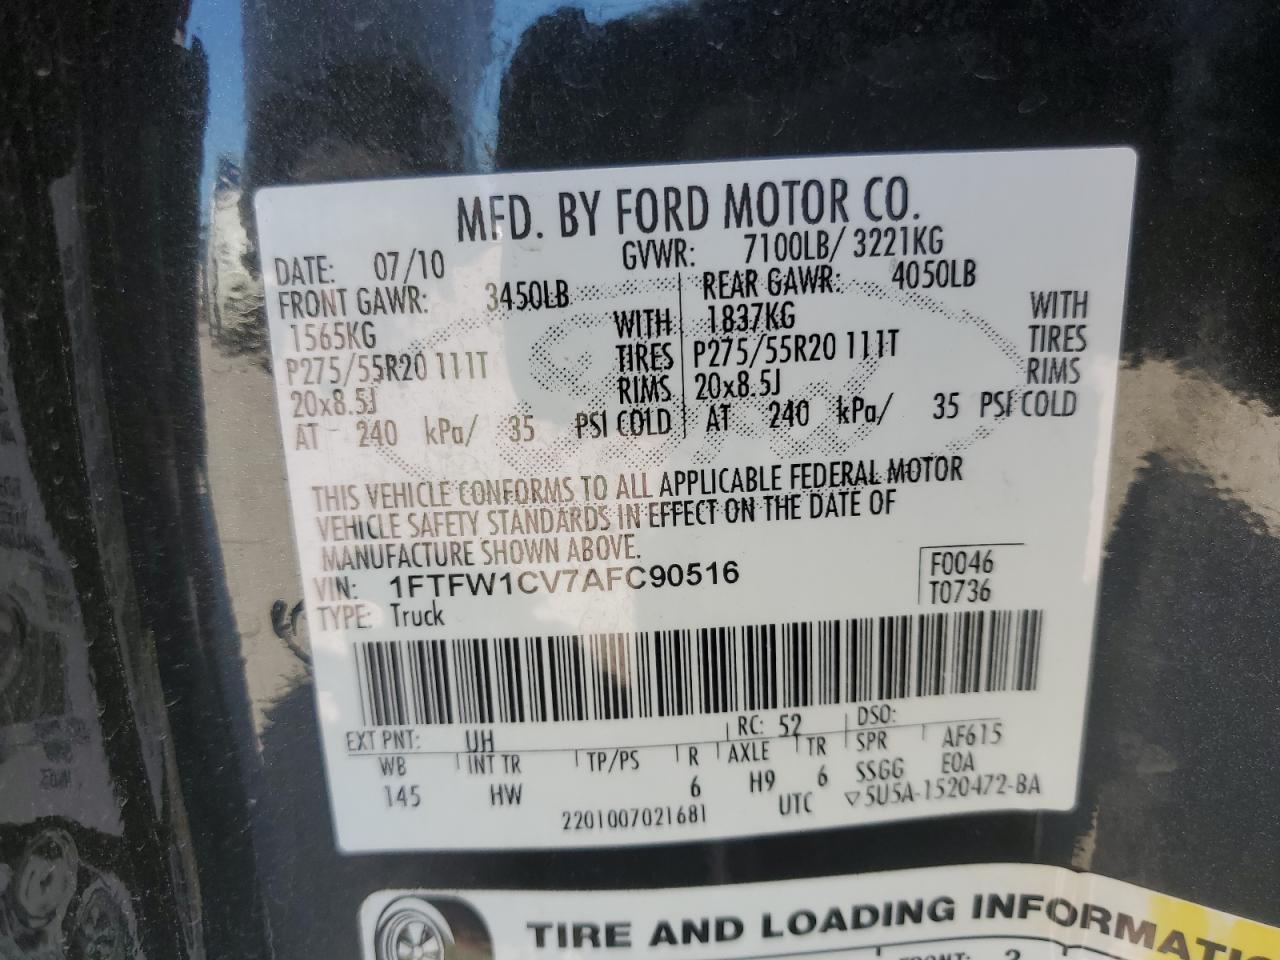 MFD. BY FORD MOTOR CO.
DATE: 07/10 GVWR: 7100LB/ 3221KG
FRONT GAWR: 3450LB REAR GAWR: 4050LB
1565KG WITH 1837KG WITH
P275/55R20 111T TIRES P275/55R20 111T TIRES
20x8.5J RIMS 20x8.5J RIMS
AT 240 kPa/ 35 PSI COLD AT 240 kPa/ 35 PSI COLD
THIS VEHICLE CONFORMS TO ALL APPLICABLE FEDERAL MOTOR
VEHICLE SAFETY STANDARDS IN EFFECT ON THE DATE OF
MANUFACTURE SHOWN ABOVE.
VIN: 1FTFW1CV7AFC90516 F0046
TYPE: Truck T0736
EXT PNT: UH RC: 52 DSO:
WB INT TR TP/PS R AXLE TR SPR AF615
145 HW 6 H9 6 SSGG EOA
2201007021681 UTC ▽5U5A-1520472-BA
TIRE AND LOADING INFORMATIO